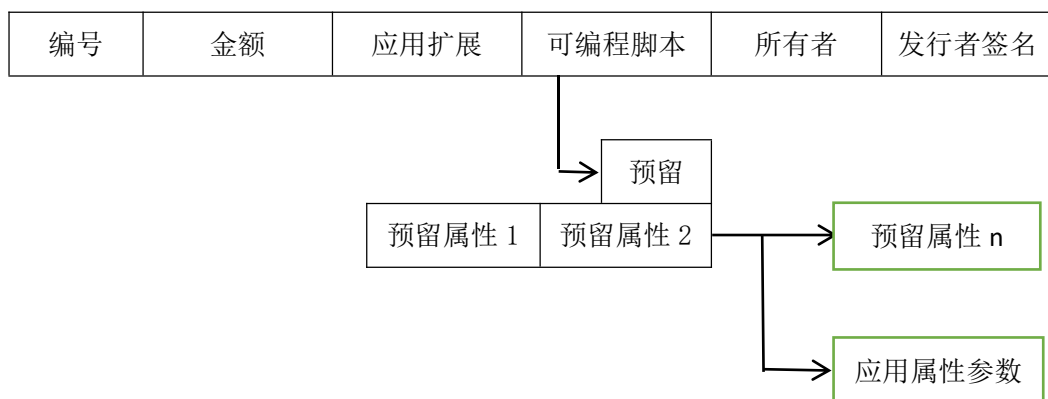 编号 金额 应用扩展 可编程脚本 所有者 发行者签名
预留
预留属性 1 预留属性 2 预留属性 n
应用属性参数